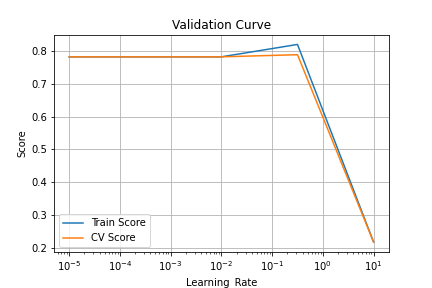 Validation Curve
0.8
0.7
0.6
0.5
0.4
0.3
0.2
Score
Train Score
CV Score
10⁻⁵
10⁻⁴
10⁻³
10⁻²
10⁻¹
10⁰
10¹
Learning Rate